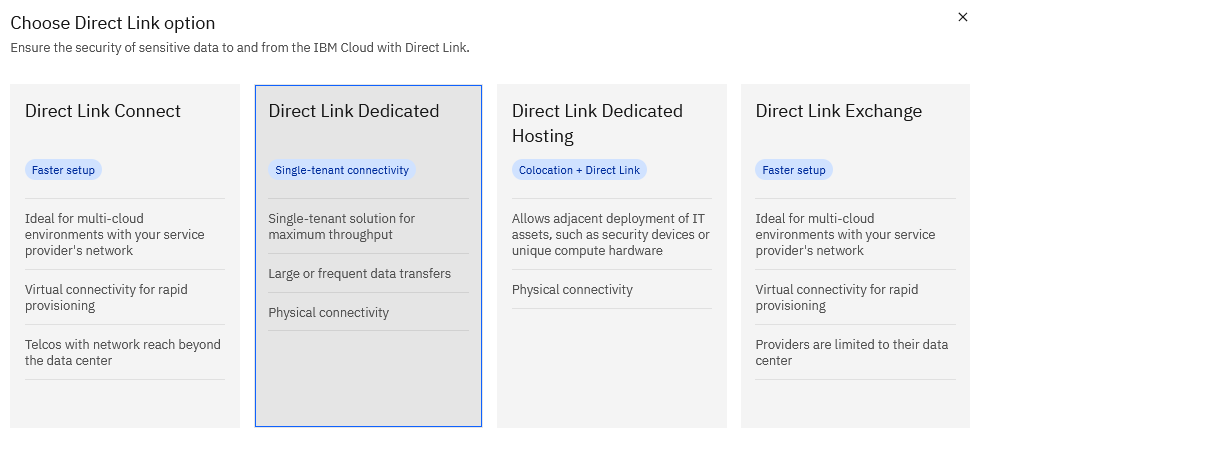 Choose Direct Link option
Ensure the security of sensitive data to and from the IBM Cloud with Direct Link.
Direct Link Connect
Faster setup
Ideal for multi-cloud
environments with your service
provider's network
Virtual connectivity for rapid
provisioning
Telcos with network reach beyond
the data center
Direct Link Dedicated
Single-tenant connectivity
Single-tenant solution for
maximum throughput
Large or frequent data transfers
Physical connectivity
Direct Link Dedicated
Hosting
Colocation + Direct Link
Allows adjacent deployment of IT
assets, such as security devices or
unique compute hardware
Physical connectivity
Direct Link Exchange
Faster setup
Ideal for multi-cloud
environments with your service
provider's network
Virtual connectivity for rapid
provisioning
Providers are limited to their data
center